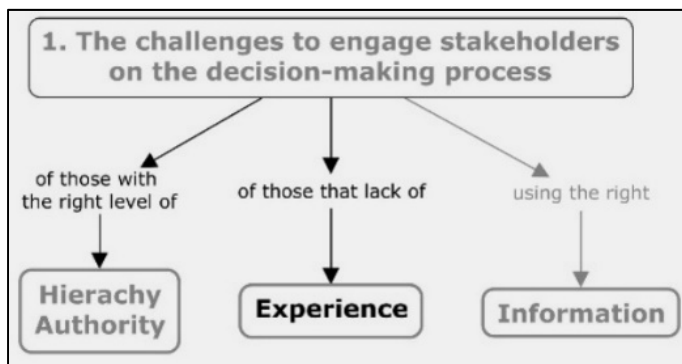 1. The challenges to engage stakeholders
on the decision-making process
of those with
the right level of
of those that lack of
using the right
Hierachy
Authority
Experience
Information